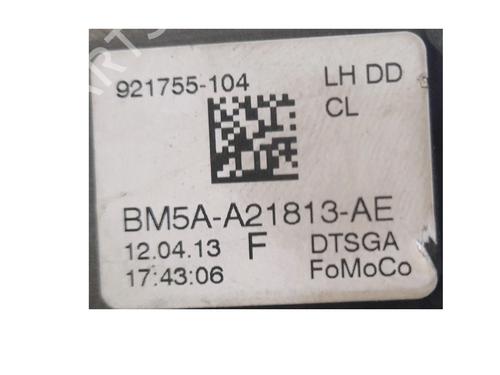 921755-104 LH DD
CL
BM5A-A21813-AE
12.04.13 F DTSGA
17:43:06 FoMoCo